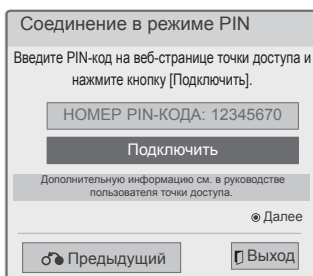 Соединение в режиме PIN
Введите PIN-код на веб-странице точки доступа и
нажмите кнопку [Подключить].
НОМЕР PIN-КОДА: 12345670
Подключить
Дополнительную информацию см. в руководстве
пользователя точки доступа.
Далее
Предыдущий
Выход